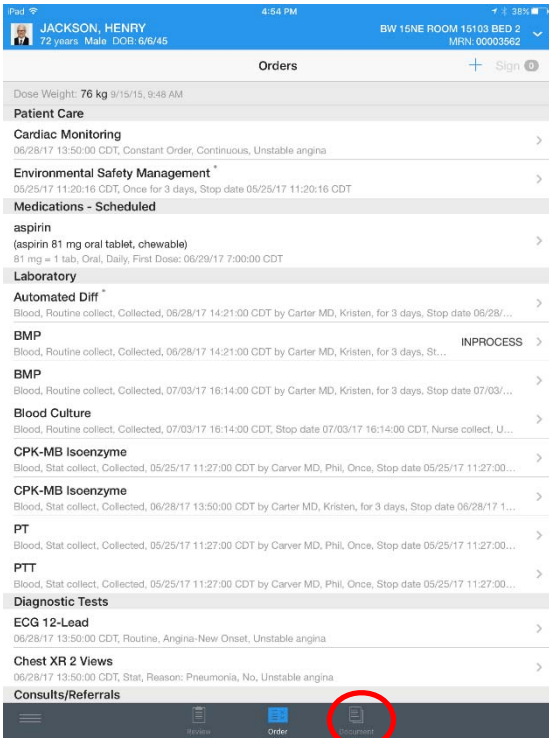 iPad 4:54 PM 38%
JACKSON, HENRY BW 15NE ROOM 15103 BED 2
72 years Male DOB:6/6/45 MRN:00003562
Orders + Sign 0
Dose Weight: 76 kg 9/15/15, 9:48 AM
Patient Care
Cardiac Monitoring
06/28/17 13:50:00 CDT, Constant Order, Continuous, Unstable angina
Environmental Safety Management *
05/25/17 11:20:16 CDT, Once for 3 days, Stop date 05/25/17 11:20:16 CDT
Medications - Scheduled
aspirin
(aspirin 81 mg oral tablet, chewable)
81 mg = 1 tab, Oral, Daily, First Dose: 06/29/17 7:00:00 CDT
Laboratory
Automated Diff *
Blood, Routine collect, Collected, 06/28/17 14:21:00 CDT by Carter MD, Kristen, for 3 days, Stop date 06/28/...
BMP INPROCESS
Blood, Routine collect, Collected, 06/28/17 14:21:00 CDT by Carter MD, Kristen, for 3 days, St...
BMP
Blood, Routine collect, Collected, 07/03/17 16:14:00 CDT by Carter MD, Kristen, for 3 days, Stop date 07/03/...
Blood Culture
Blood, Routine collect, Collected, 07/03/17 16:14:00 CDT, Stop date 07/03/17 16:14:00 CDT, Nurse collect, U...
CPK-MB Isoenzyme
Blood, Stat collect, Collected, 05/25/17 11:27:00 CDT by Carver MD, Phil, Once, Stop date 05/25/17 11:27:00...
CPK-MB Isoenzyme
Blood, Stat collect, Collected, 06/28/17 13:50:00 CDT by Carter MD, Kristen, for 3 days, Stop date 06/28/17 1...
PT
Blood, Stat collect, Collected, 05/25/17 11:27:00 CDT by Carver MD, Phil, Once, Stop date 05/25/17 11:27:00...
PTT
Blood, Stat collect, Collected, 05/25/17 11:27:00 CDT by Carver MD, Phil, Once, Stop date 05/25/17 11:27:00...
Diagnostic Tests
ECG 12-Lead
06/28/17 13:50:00 CDT, Routine, Angina-New Onset, Unstable angina
Chest XR 2 Views
06/28/17 13:50:00 CDT, Stat, Reason: Pneumonia, No, Unstable angina
Consults/Referrals
Review Order Document